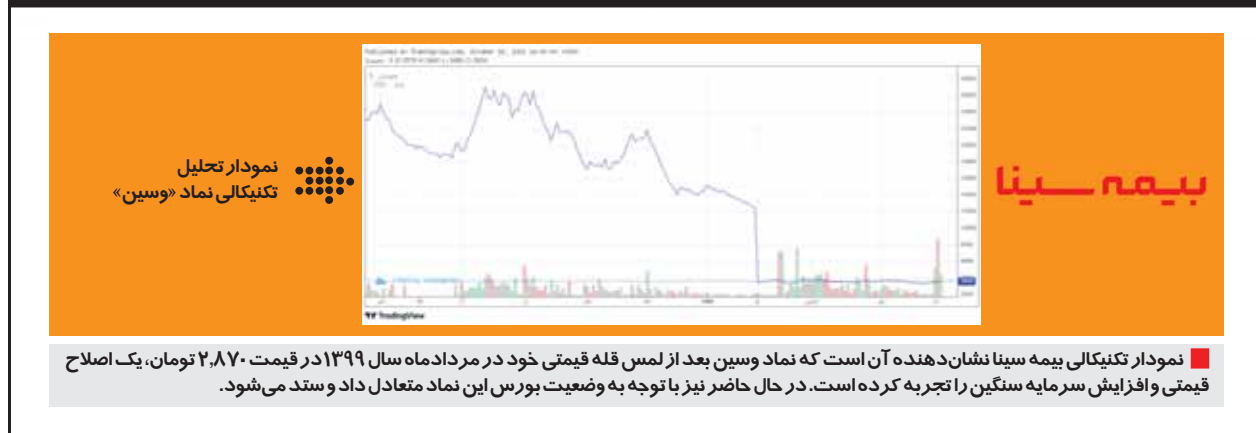 بیمه سینا
نمودار تحلیل
تکنیکالی نماد «وسین»
TradingView
نمودار تکنیکالی بیمه سینا نشان‌دهنده آن است که نماد وسین بعد از لمس قله قیمتی خود در مردادماه سال ۱۳۹۹ در قیمت ۲,۸۷۰ تومان، یک اصلاح
قیمتی و افزایش سرمایه سنگین را تجربه کرده است. در حال حاضر نیز با توجه به وضعیت بورس این نماد متعادل داد و ستد می‌شود.